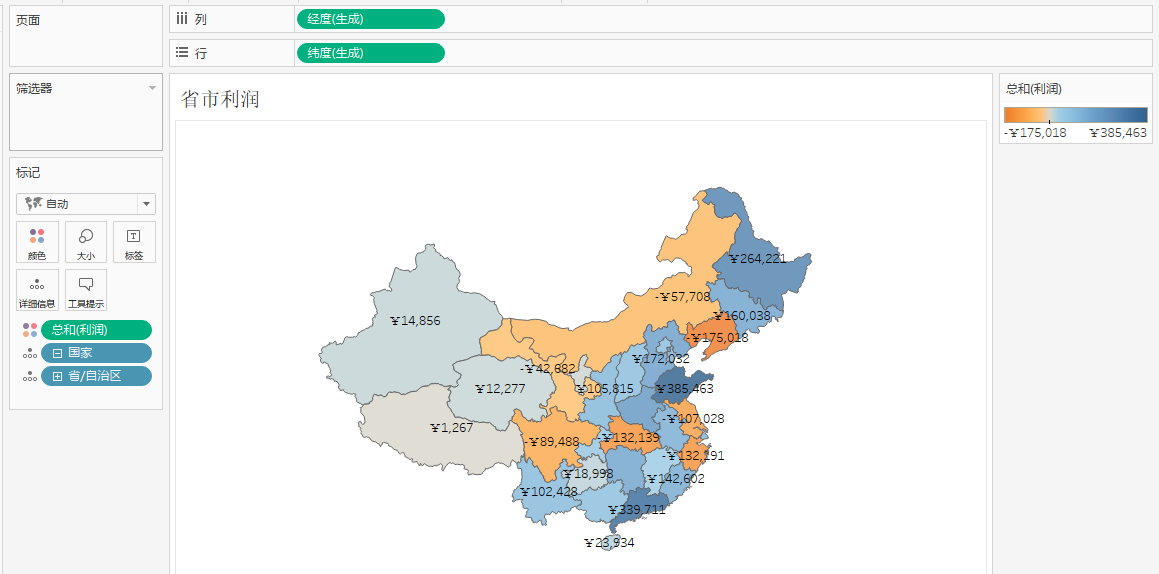 页面
列
经度(生成)
行
纬度(生成)
筛选器
省市利润
总和(利润)
-¥175,018
¥385,463
标记
自动
颜色
大小
标签
详细信息
工具提示
总和(利润)
国家
省/自治区
¥264,221
-¥57,708
¥160,038
¥14,856
-¥175,018
¥172,032
-¥42,682
¥12,277
¥105,815
¥385,463
-¥107,028
¥1,267
-¥89,488
-¥132,139
-¥132,191
¥18,998
¥142,602
¥102,428
¥339,711
¥23,934